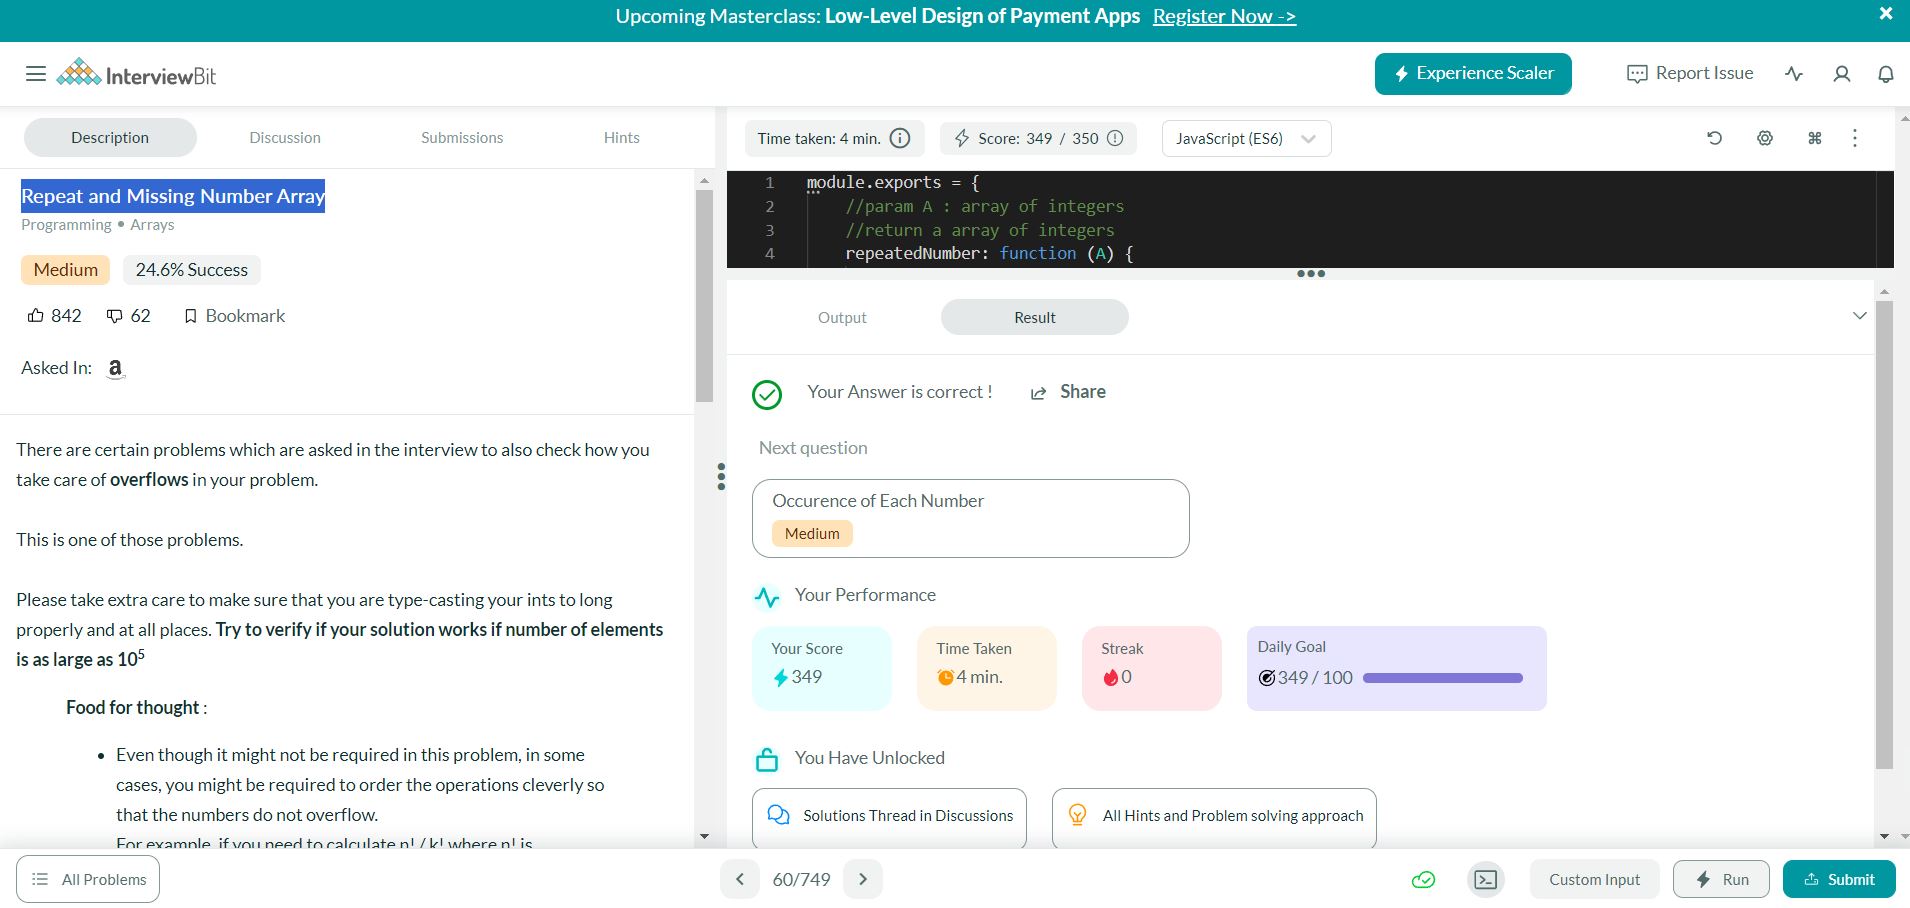 Upcoming Masterclass: Low-Level Design of Payment Apps Register Now ->
InterviewBit
Experience Scaler
Report Issue
Description
Discussion
Submissions
Hints
Repeat and Missing Number Array
Programming • Arrays
Medium
24.6% Success
842
62
Bookmark
Asked In:
There are certain problems which are asked in the interview to also check how you
take care of overflows in your problem.
This is one of those problems.
Please take extra care to make sure that you are type-casting your ints to long
properly and at all places. Try to verify if your solution works if number of elements
is as large as 10⁵
Food for thought :
• Even though it might not be required in this problem, in some
cases, you might be required to order the operations cleverly so
that the numbers do not overflow.
For example, if you need to calculate n! / k! where n! is
Time taken: 4 min.
Score: 349 / 350
JavaScript (ES6)
1 module.exports = {
2 //param A : array of integers
3 //return a array of integers
4 repeatedNumber: function (A) {
Output
Result
Your Answer is correct !
Share
Next question
Occurence of Each Number
Medium
Your Performance
Your Score
349
Time Taken
4 min.
Streak
0
Daily Goal
349 / 100
You Have Unlocked
Solutions Thread in Discussions
All Hints and Problem solving approach
All Problems
60/749
Custom Input
Run
Submit